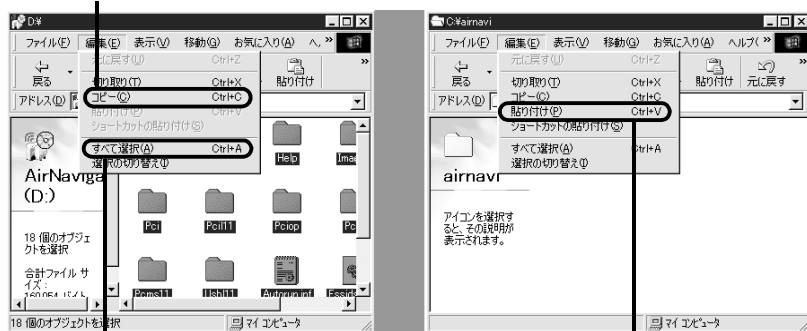 D:¥
ファイル(F) 編集(E) 表示(V) 移動(G) お気に入り(A) ヘ »
戻る
元に戻す(U) Ctrl+Z
切り取り(T) Ctrl+X
コピー(C) Ctrl+C
貼り付け(P) Ctrl+V
ショートカットの貼り付け(S)
すべて選択(A) Ctrl+A
選択の切り替え(I)
貼り付け »
アドレス(D)
AirNaviga
(D:)
18 個のオブジェ
クトを選択
合計ファイル サ
イズ:
Help
Pci
Pcil11
Pciop
Pcms11
Usbl11
Autorun.inf
Essid
18 個のオブジェクトを選択
マイ コンピュータ
C:¥airnavi
ファイル(F) 編集(E) 表示(V) 移動(G) お気に入り(A) ヘルプ( »
戻る
元に戻す(U) Ctrl+Z
切り取り(T) Ctrl+X
コピー(C) Ctrl+C
貼り付け(P) Ctrl+V
ショートカットの貼り付け(S)
すべて選択(A) Ctrl+A
選択の切り替え(I)
貼り付け 元に戻す »
アドレス(D)
airnavi
アイコンを選択す
ると、その説明が
表示されます。
マイ コンピュータ